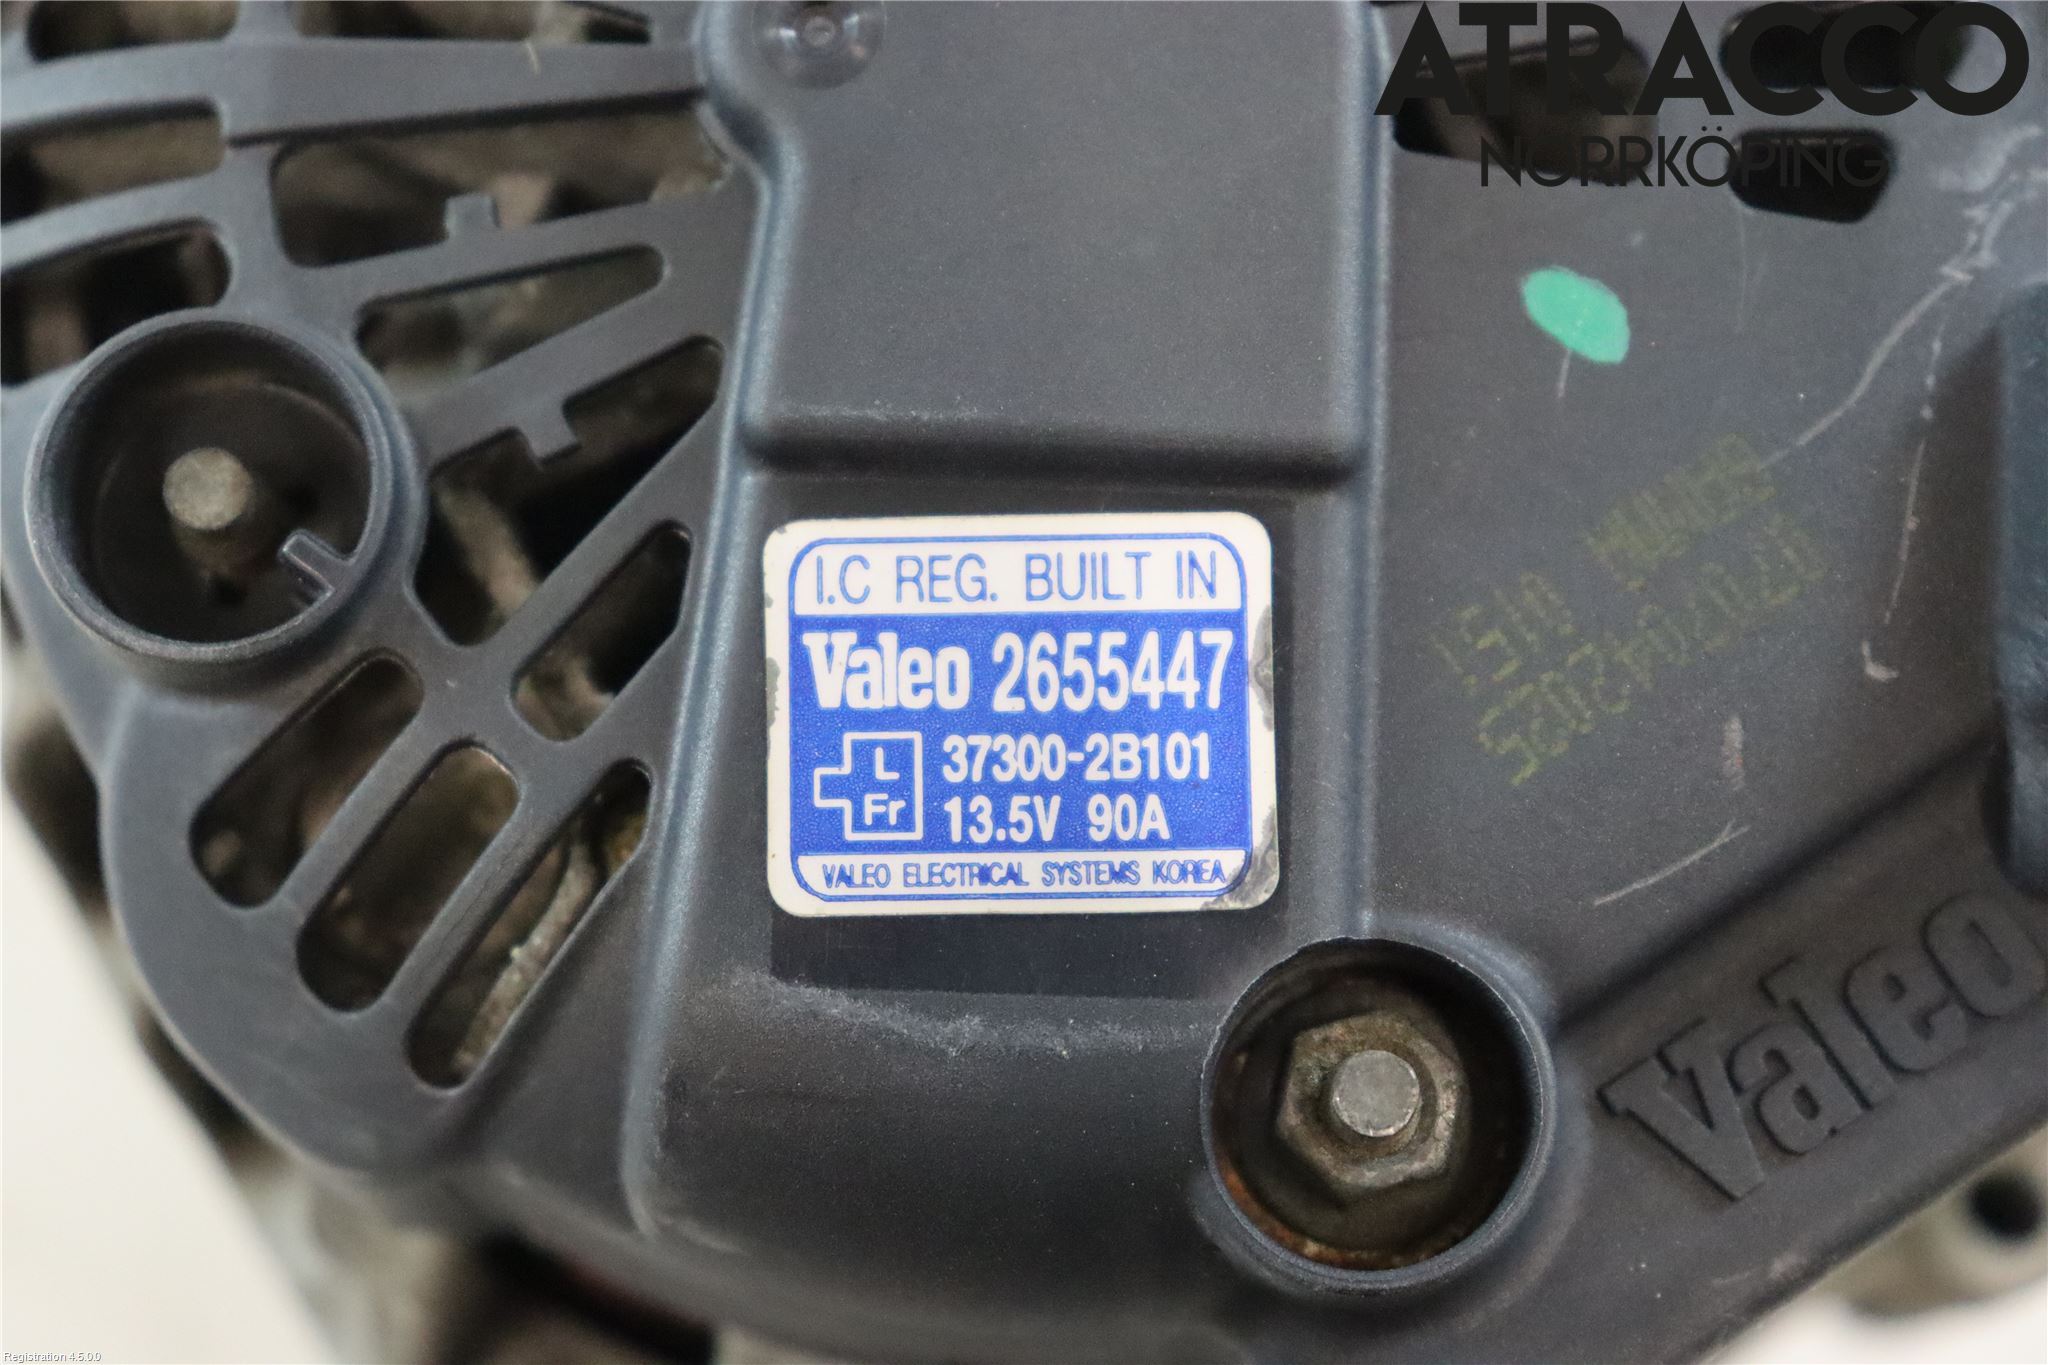 ATRACCO
NORRKÖPING
I.C REG. BUILT IN
Valeo 2655447
L 37300-2B101
Fr 13.5V 90A
VALEO ELECTRICAL SYSTEMS KOREA
Valeo
Registration 4.5.0.0